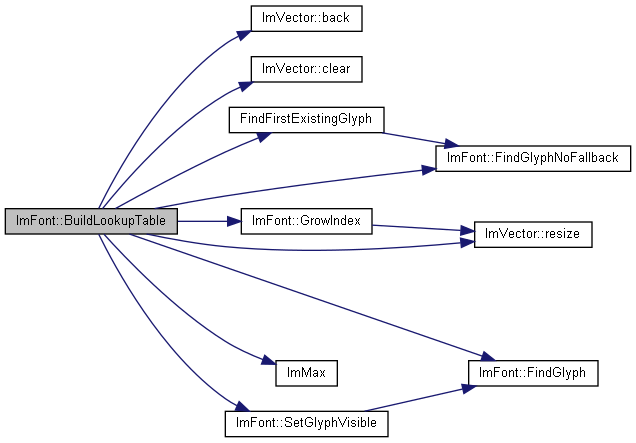 ImVector::back
ImVector::clear
FindFirstExistingGlyph
ImFont::FindGlyphNoFallback
ImFont::BuildLookupTable
ImFont::GrowIndex
ImVector::resize
ImMax
ImFont::FindGlyph
ImFont::SetGlyphVisible